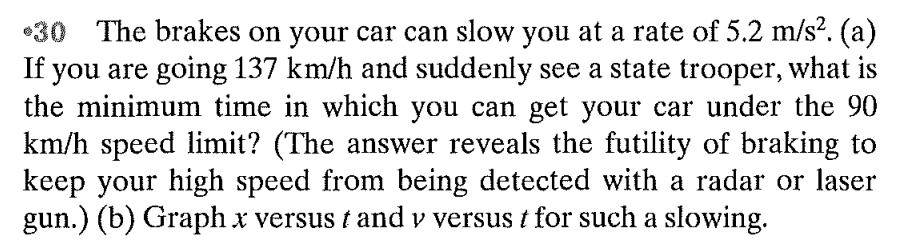 •30 The brakes on your car can slow you at a rate of 5.2 m/s². (a)
If you are going 137 km/h and suddenly see a state trooper, what is
the minimum time in which you can get your car under the 90
km/h speed limit? (The answer reveals the futility of braking to
keep your high speed from being detected with a radar or laser
gun.) (b) Graph x versus t and v versus t for such a slowing.